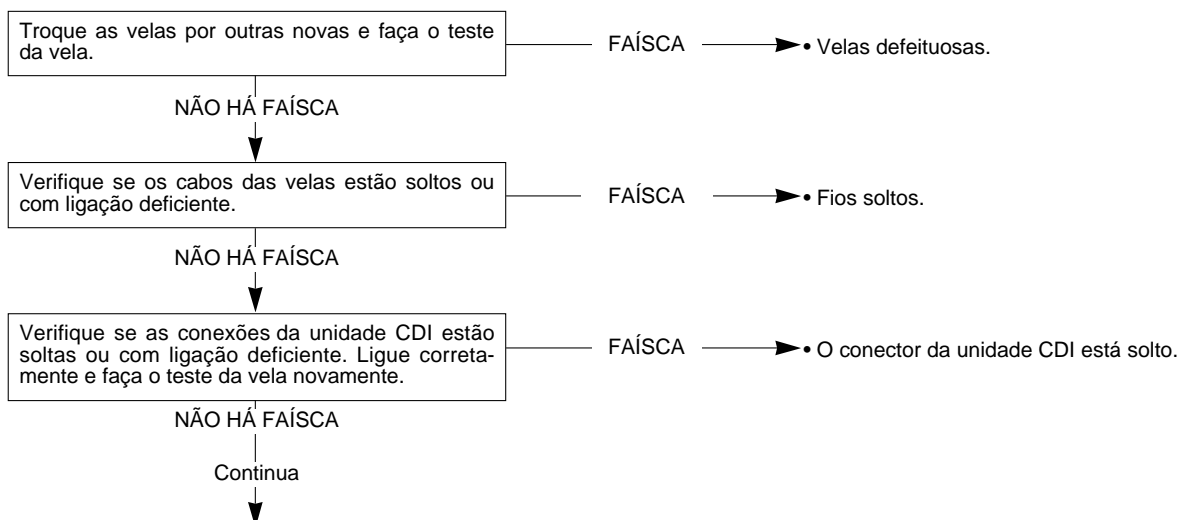 Troque as velas por outras novas e faça o teste
da vela.
FAÍSCA
• Velas defeituosas.
NÃO HÁ FAÍSCA
Verifique se os cabos das velas estão soltos ou
com ligação deficiente.
FAÍSCA
• Fios soltos.
NÃO HÁ FAÍSCA
Verifique se as conexões da unidade CDI estão
soltas ou com ligação deficiente. Ligue correta-
mente e faça o teste da vela novamente.
FAÍSCA
• O conector da unidade CDI está solto.
NÃO HÁ FAÍSCA
Continua